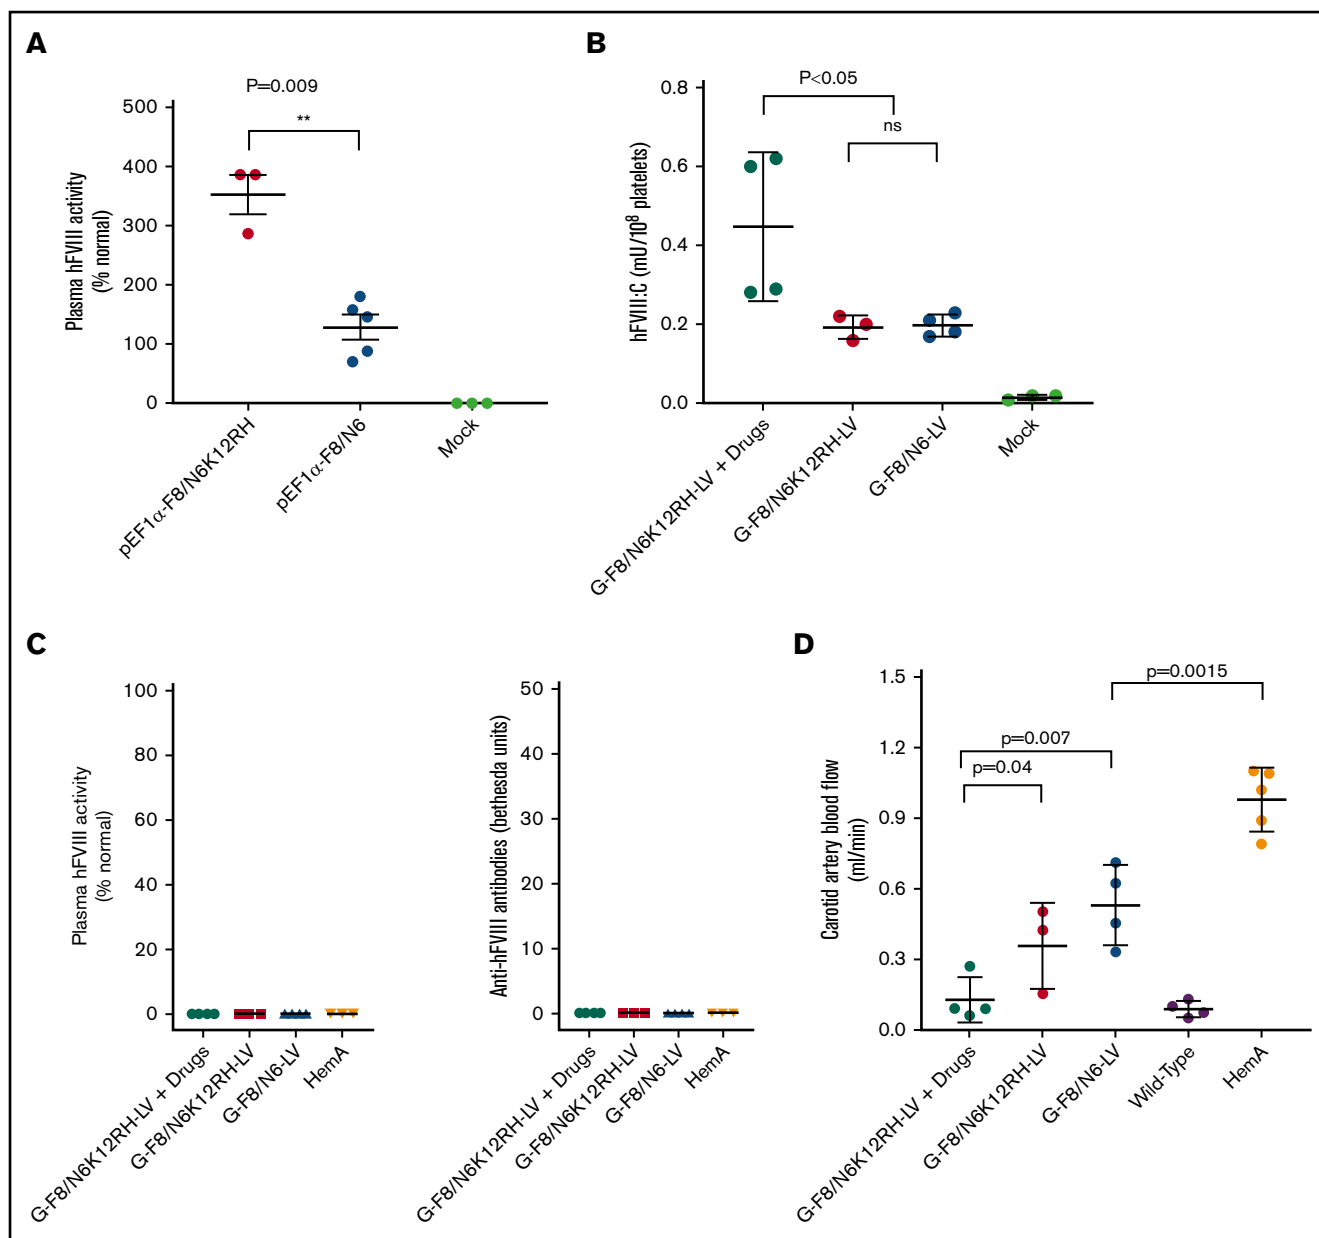 A
P=0.009
**
500
400
300
200
100
0
Plasma hFVIII activity
(% normal)
pEF1α-F8/N6K12RH
pEF1α-F8/N6
Mock
B
P<0.05
ns
0.8
0.6
0.4
0.2
0.0
hFVIII:C (mU/10⁸ platelets)
G-F8/N6K12RH-LV + Drugs
G-F8/N6K12RH-LV
G-F8/N6-LV
Mock
C
100
80
60
40
20
0
Plasma hFVIII activity
(% normal)
G-F8/N6K12RH-LV + Drugs
G-F8/N6K12RH-LV
G-F8/N6-LV
HemA
50
40
30
20
10
0
Anti-hFVIII antibodies (bethesda units)
G-F8/N6K12RH-LV + Drugs
G-F8/N6K12RH-LV
G-F8/N6-LV
HemA
D
p=0.0015
p=0.007
p=0.04
1.5
1.2
0.9
0.6
0.3
0.0
Carotid artery blood flow
(ml/min)
G-F8/N6K12RH-LV + Drugs
G-F8/N6K12RH-LV
G-F8/N6-LV
Wild-Type
HemA